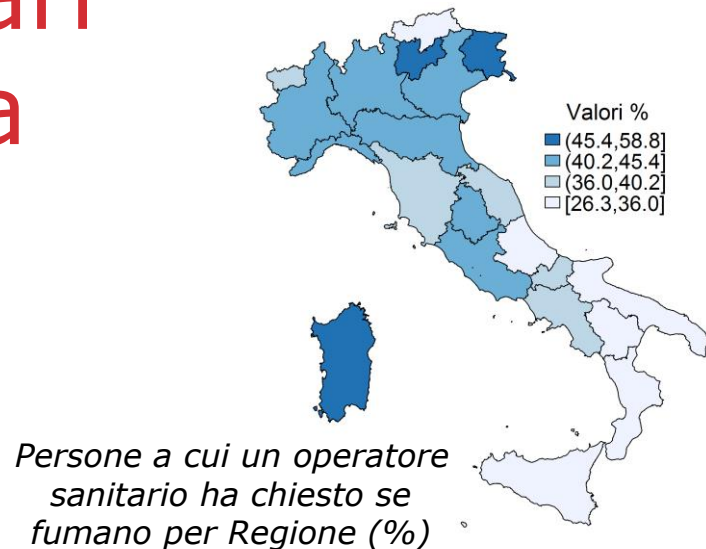 a
Valori %
(45.4,58.8]
(40.2,45.4]
(36.0,40.2]
[26.3,36.0]
Persone a cui un operatore
sanitario ha chiesto se
fumano per Regione (%)